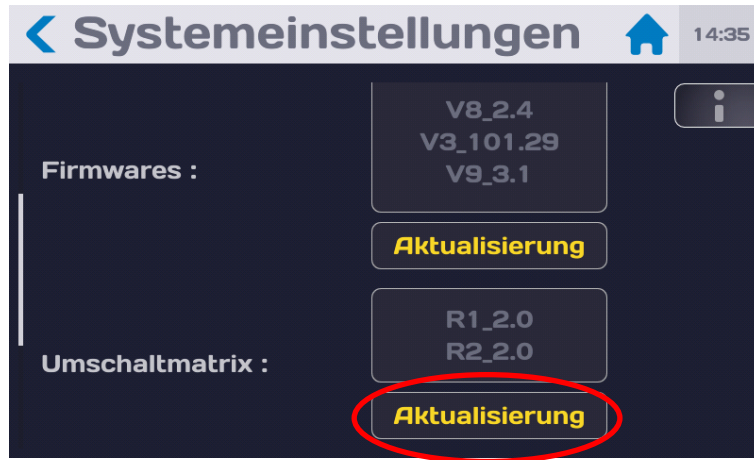 Systemeinstellungen
14:35
V8_2.4
V3_101.29
Firmwares :
V9_3.1
Aktualisierung
R1_2.0
R2_2.0
Umschaltmatrix :
Aktualisierung